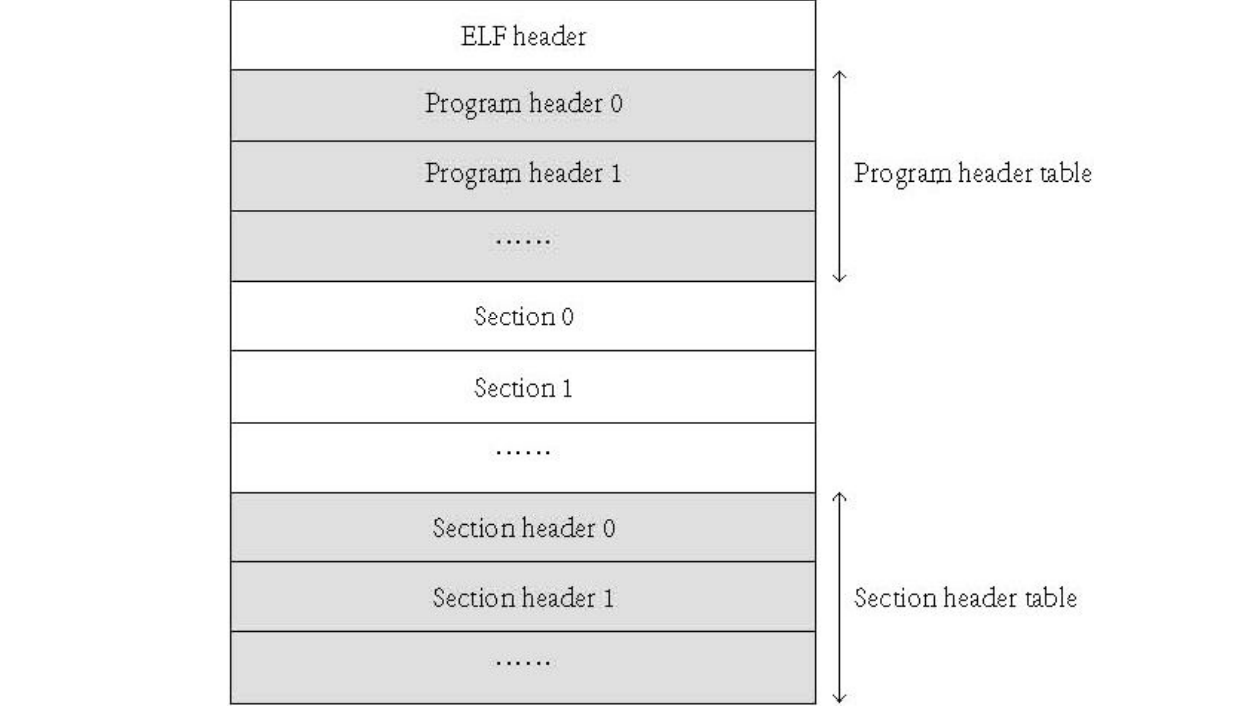 ELF header
Program header 0
Program header 1
......
Program header table
Section 0
Section 1
......
Section header 0
Section header 1
......
Section header table